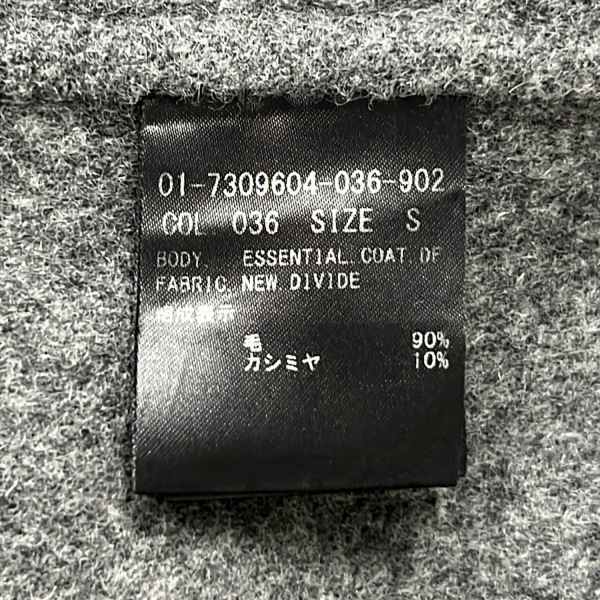 01-7309604-036-902
COL 036 SIZE S
BODY ESSENTIAL COAT DF
FABRIC NEW DIVIDE
組成表示
毛 90%
カシミヤ 10%